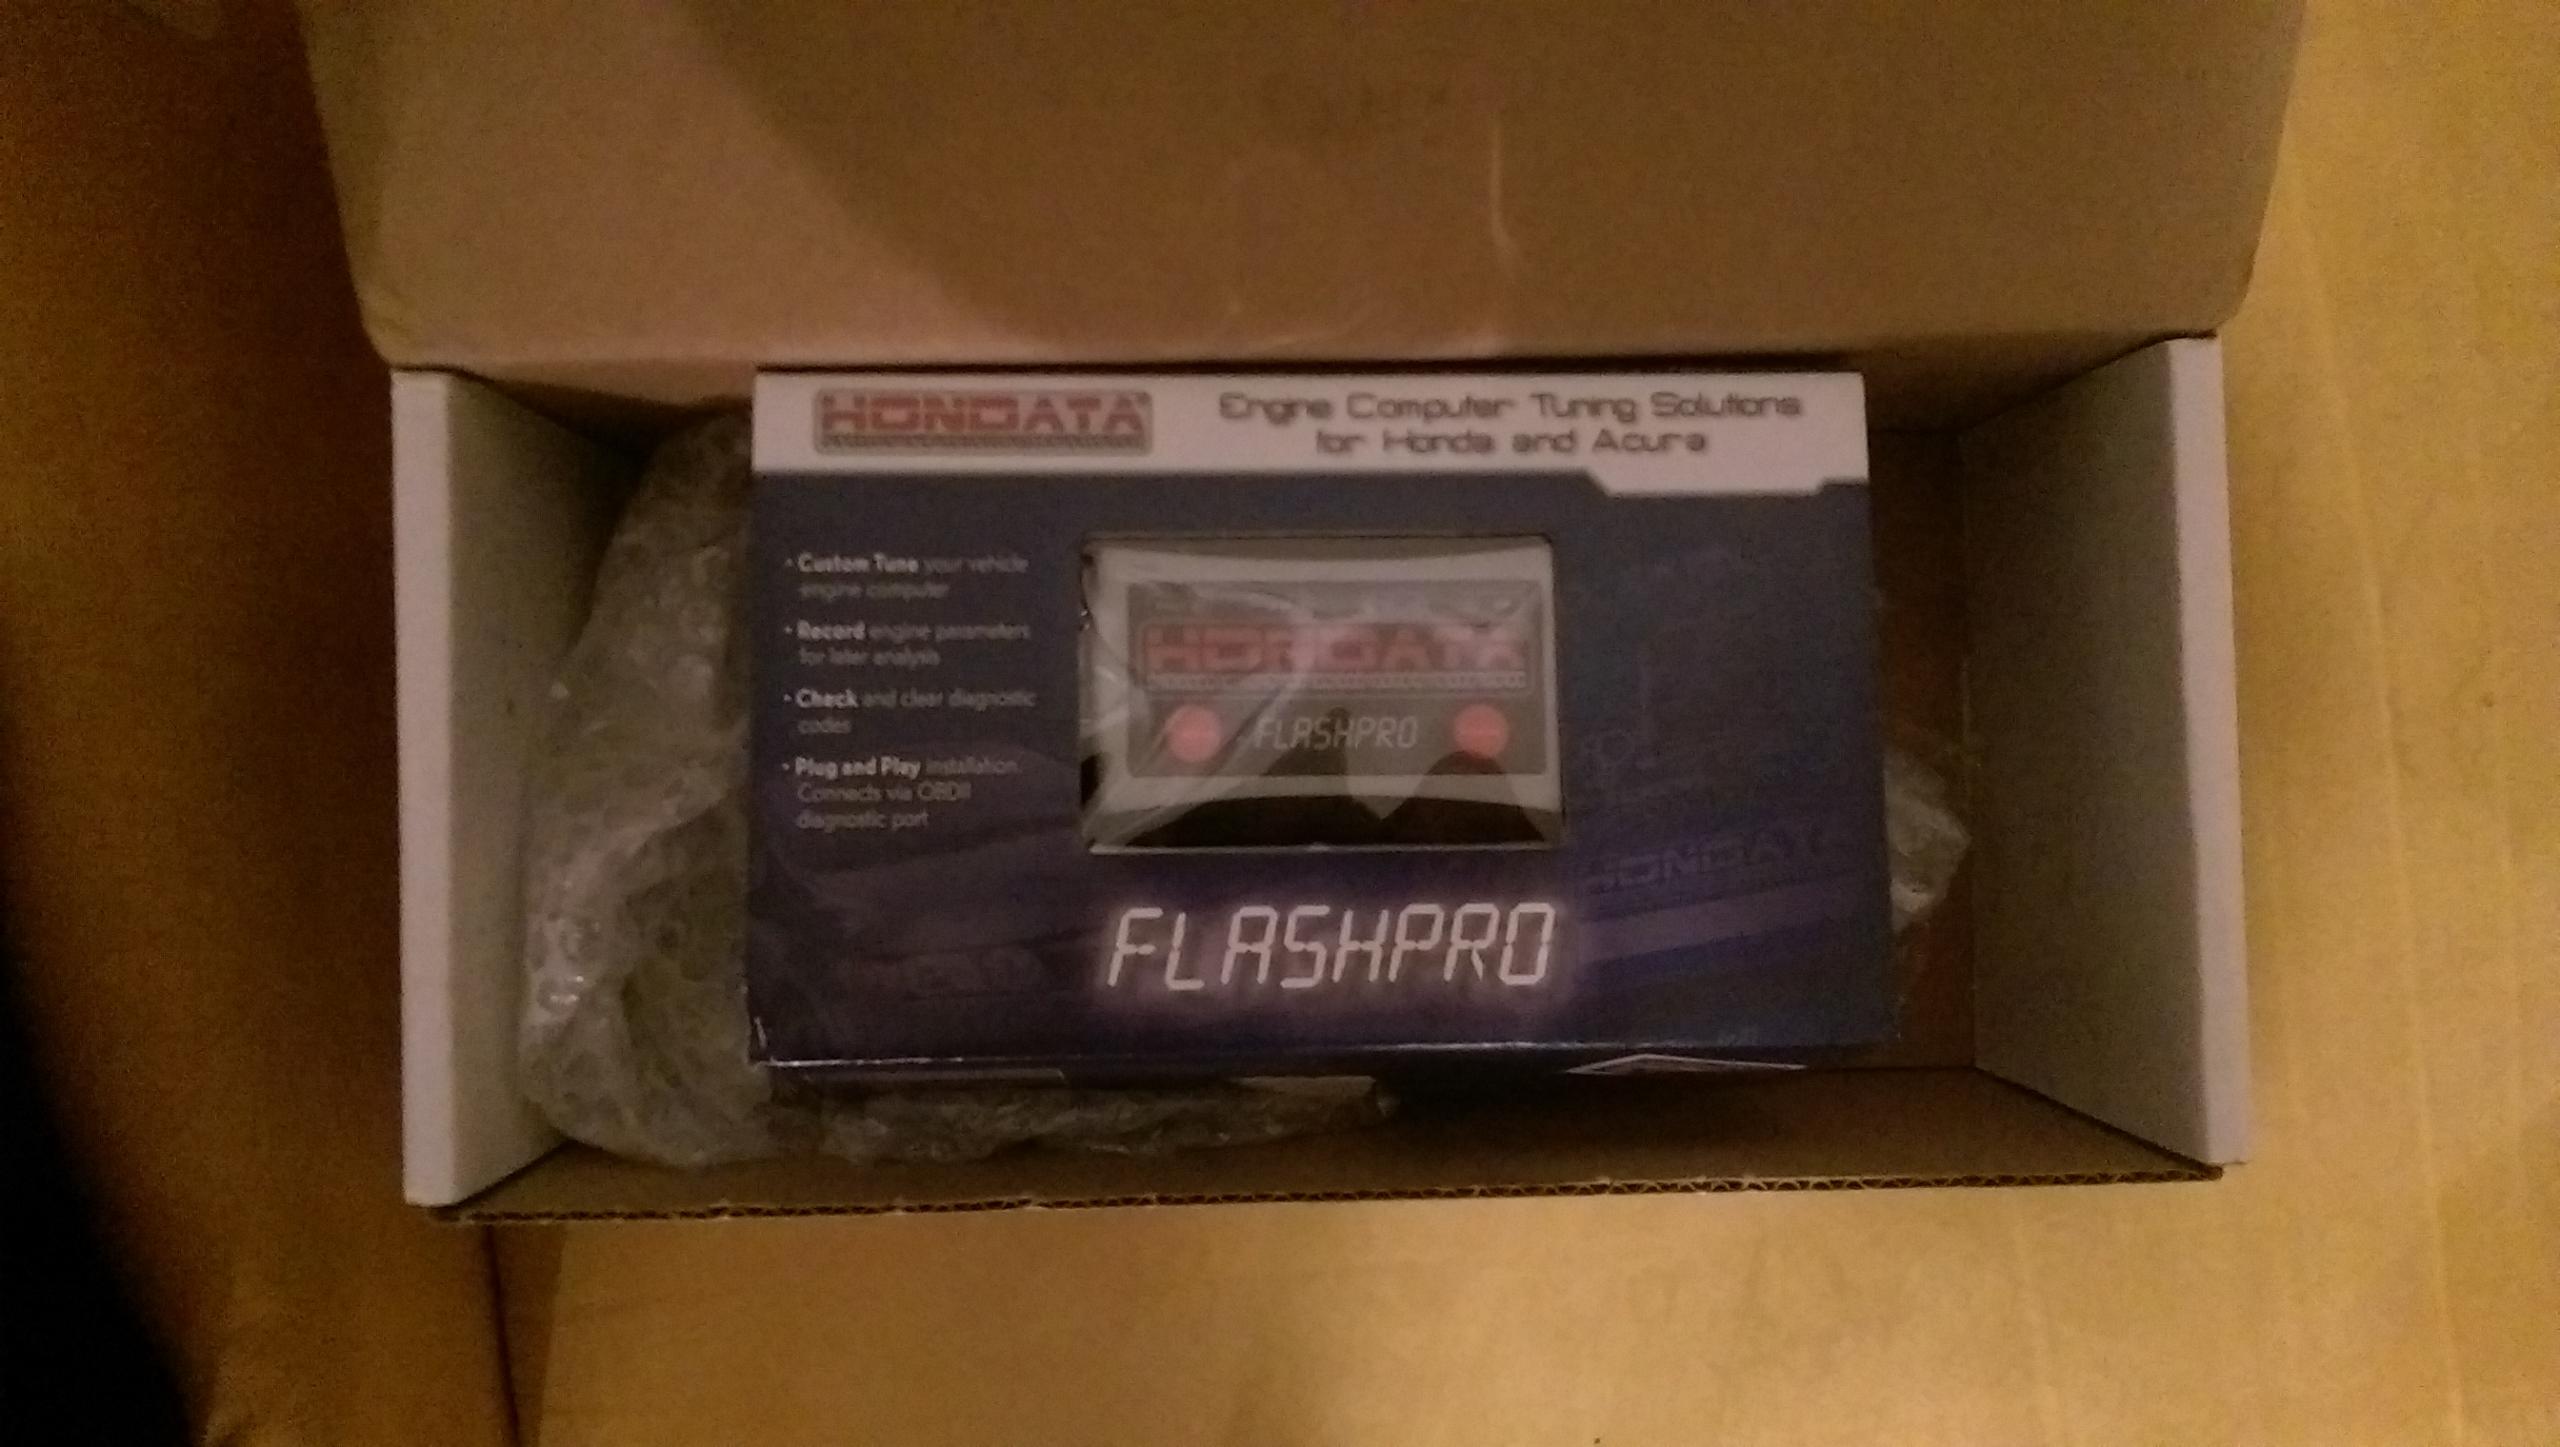 HONDATA
Engine Computer Tuning Solutions
for Honda and Acura
• Custom Tune your vehicle
engine computer
• Record engine parameters
for later analysis
• Check and clear diagnostic
codes
• Plug and Play installation.
Connects via OBDII
diagnostic port
HONDATA
FLASHPRO
HONDATA
FLASHPRO